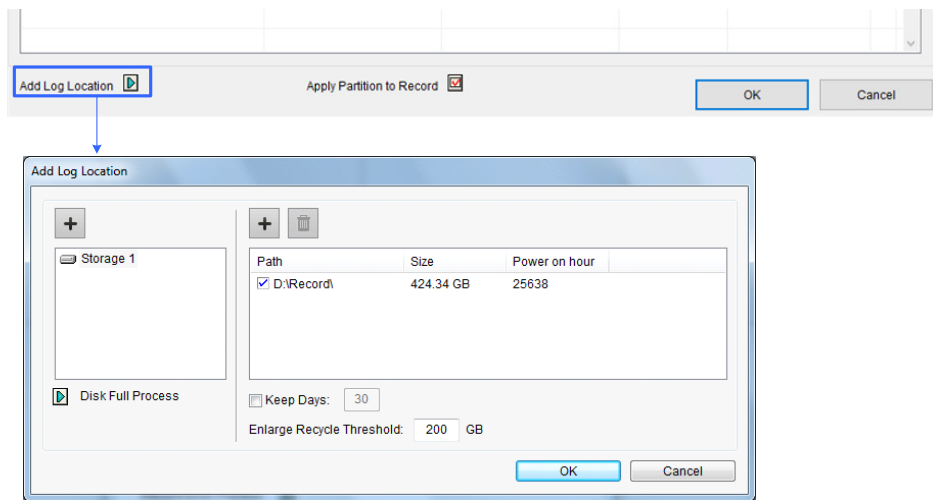 Add Log Location Apply Partition to Record OK Cancel
Add Log Location
Storage 1
Path Size Power on hour
D:\Record\ 424.34 GB 25638
Disk Full Process
Keep Days: 30
Enlarge Recycle Threshold: 200 GB
OK Cancel